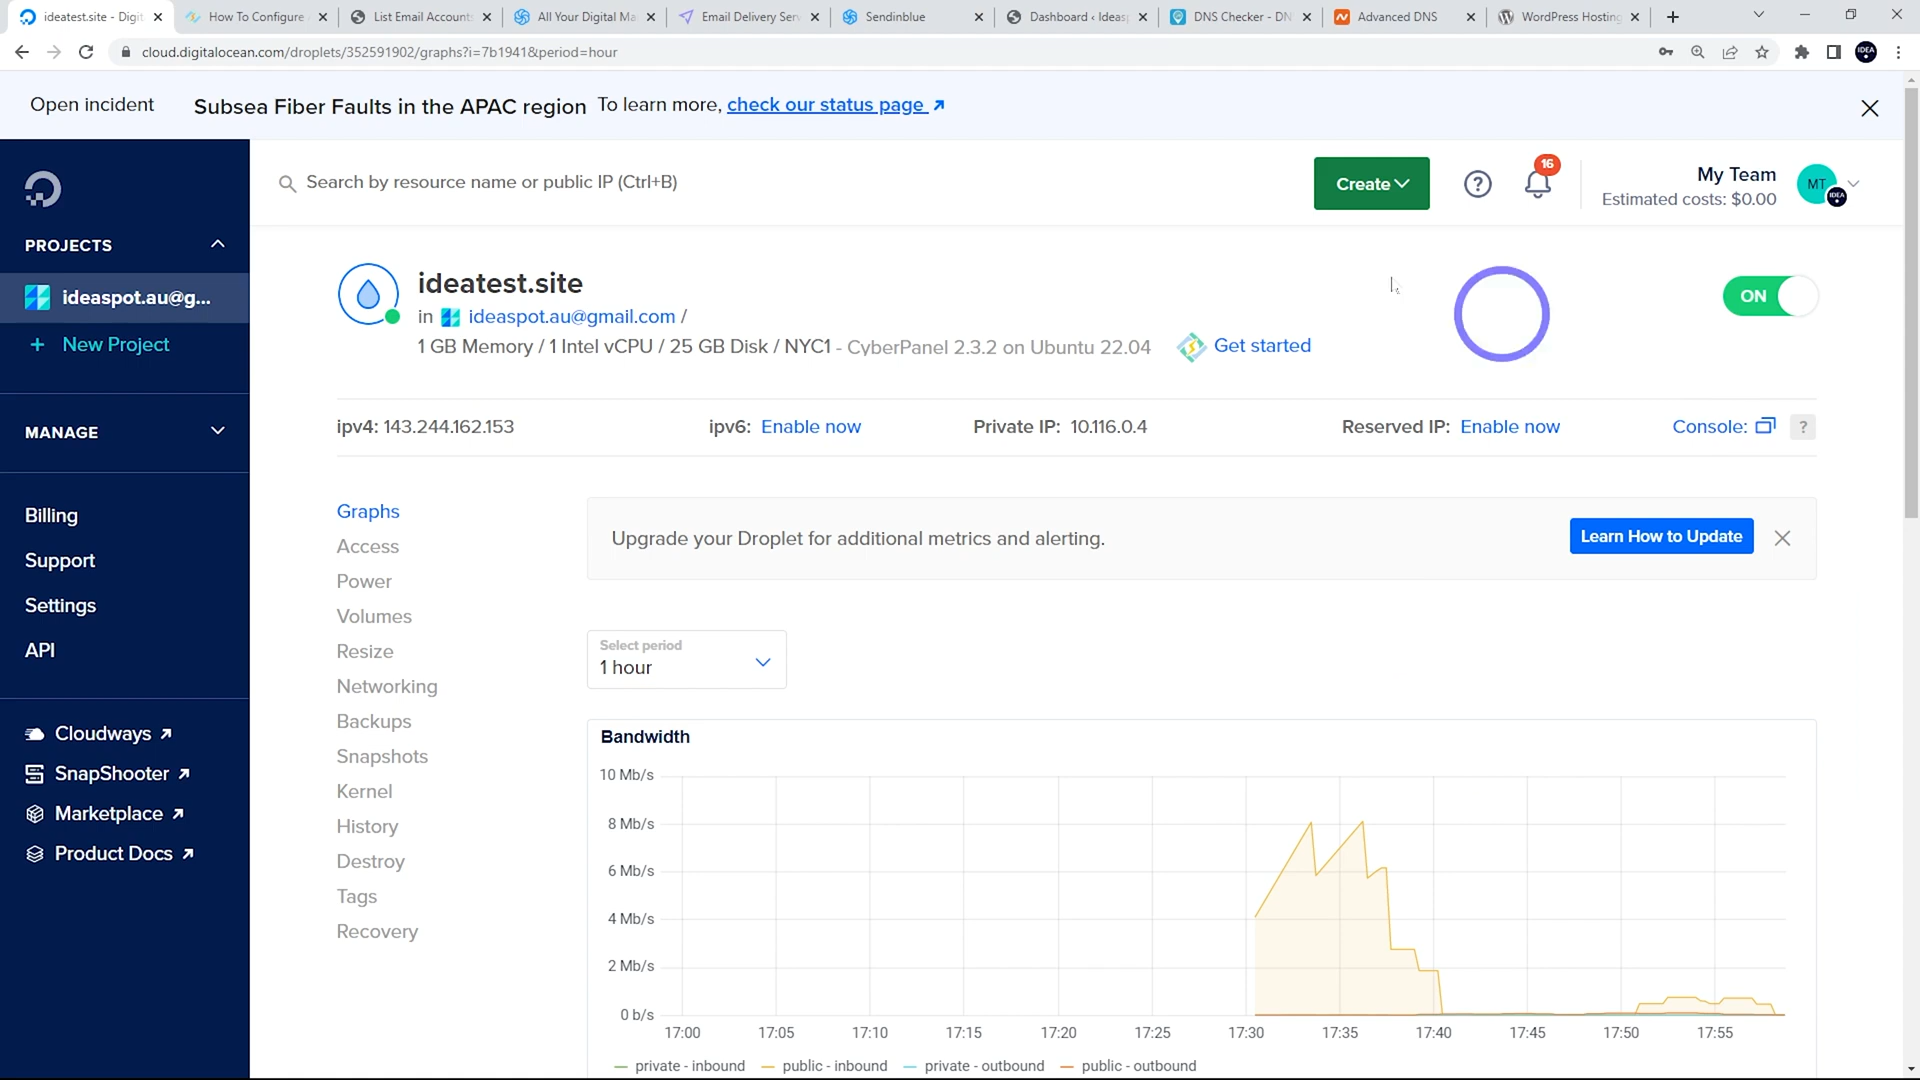 ideatest.site - Digit
How To Configure
List Email Accounts
All Your Digital Ma
Email Delivery Serv
Sendinblue
Dashboard ‹ Ideas
DNS Checker - DN
Advanced DNS
WordPress Hosting
cloud.digitalocean.com/droplets/352591902/graphs?i=7b1941&period=hour
IDEA
Open incident
Subsea Fiber Faults in the APAC region To learn more, check our status page
Search by resource name or public IP (Ctrl+B)
Create
?
16
My Team
Estimated costs: $0.00
MT
IDEA
PROJECTS
ideaspot.au@g...
+ New Project
MANAGE
Billing
Support
Settings
API
Cloudways
SnapShooter
Marketplace
Product Docs
ideatest.site
in ideaspot.au@gmail.com /
1 GB Memory / 1 Intel vCPU / 25 GB Disk / NYC1 - CyberPanel 2.3.2 on Ubuntu 22.04
Get started
ON
ipv4: 143.244.162.153
ipv6: Enable now
Private IP: 10.116.0.4
Reserved IP: Enable now
Console:
?
Graphs
Access
Power
Volumes
Resize
Networking
Backups
Snapshots
Kernel
History
Destroy
Tags
Recovery
Upgrade your Droplet for additional metrics and alerting.
Learn How to Update
Select period
1 hour
Bandwidth
10 Mb/s
8 Mb/s
6 Mb/s
4 Mb/s
2 Mb/s
0 b/s
17:00 17:05 17:10 17:15 17:20 17:25 17:30 17:35 17:40 17:45 17:50 17:55
private - inbound public - inbound private - outbound public - outbound